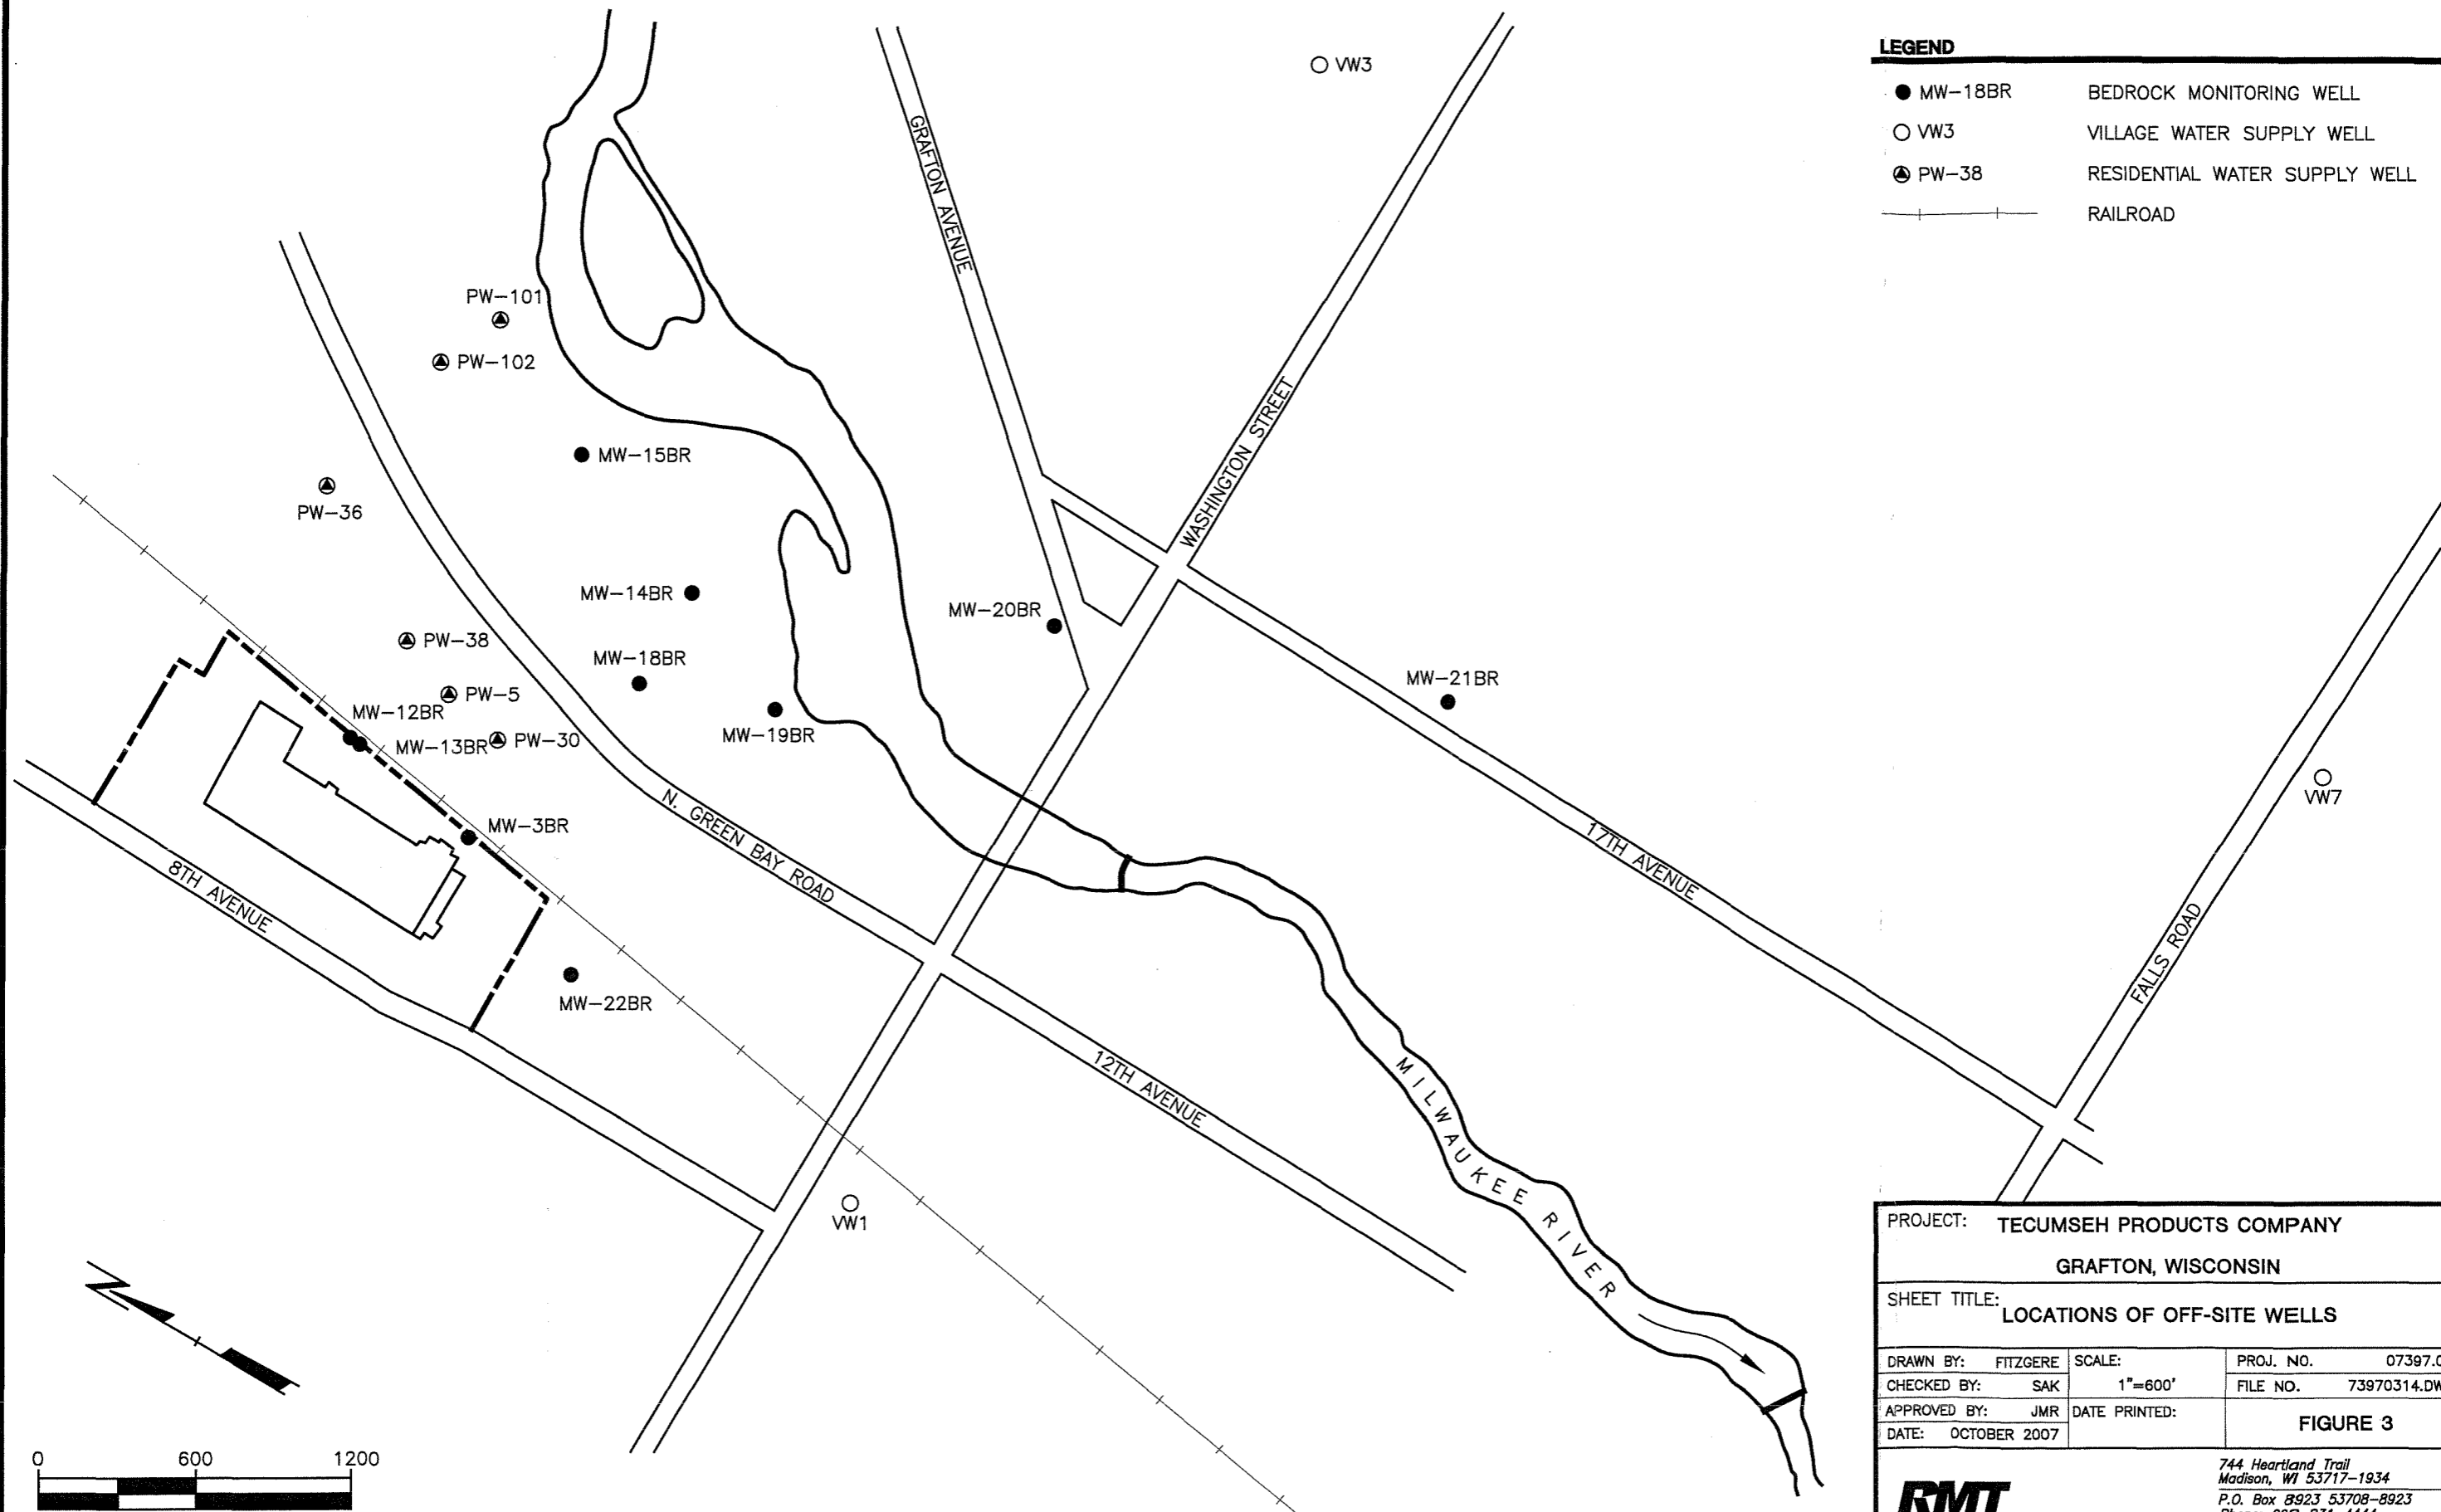 LEGEND
MW-18BR BEDROCK MONITORING WELL
VW3 VILLAGE WATER SUPPLY WELL
PW-38 RESIDENTIAL WATER SUPPLY WELL
RAILROAD
VW3
GRAFTON AVENUE
PW-101
PW-102
WASHINGTON STREET
MW-15BR
PW-36
MW-14BR
MW-20BR
PW-38
MW-18BR
MW-21BR
PW-5
MW-12BR
MW-19BR
MW-13BR
PW-30
VW7
N. GREEN BAY ROAD
MW-3BR
17TH AVENUE
8TH AVENUE
FALLS ROAD
MW-22BR
12TH AVENUE
MILWAUKEE RIVER
VW1
0 600 1200
PROJECT: TECUMSEH PRODUCTS COMPANY
GRAFTON, WISCONSIN
SHEET TITLE: LOCATIONS OF OFF-SITE WELLS
DRAWN BY: FITZGERE SCALE: PROJ. NO. 07397.0
CHECKED BY: SAK 1"=600' FILE NO. 73970314.DW
APPROVED BY: JMR DATE PRINTED: FIGURE 3
DATE: OCTOBER 2007
RMT
744 Heartland Trail
Madison, WI 53717-1934
P.O. Box 8923 53708-8923